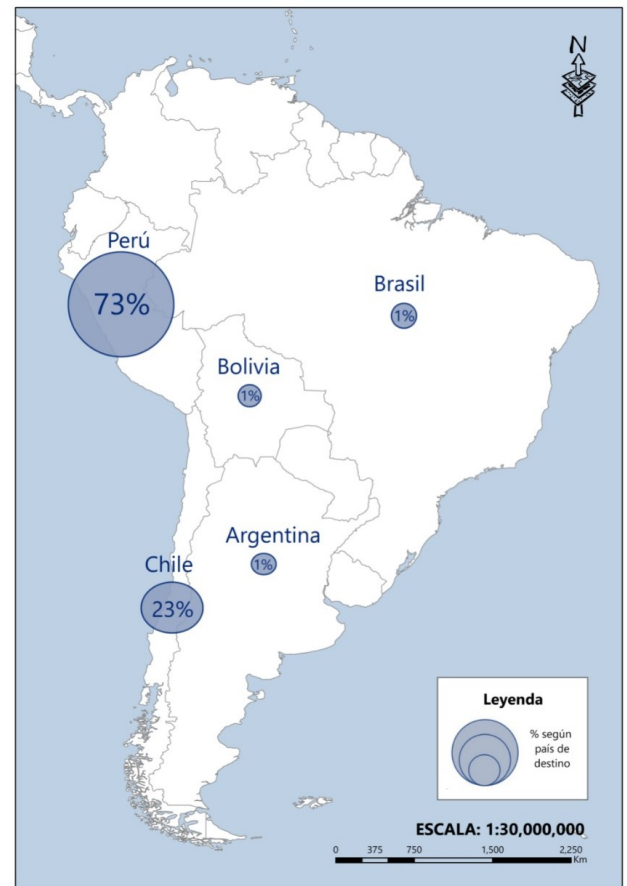 N
Perú
73%
Brasil
1%
Bolivia
1%
Argentina
1%
Chile
23%
Leyenda
% según
país de
destino
ESCALA: 1:30,000,000
0 375 750 1,500 2,250
Km